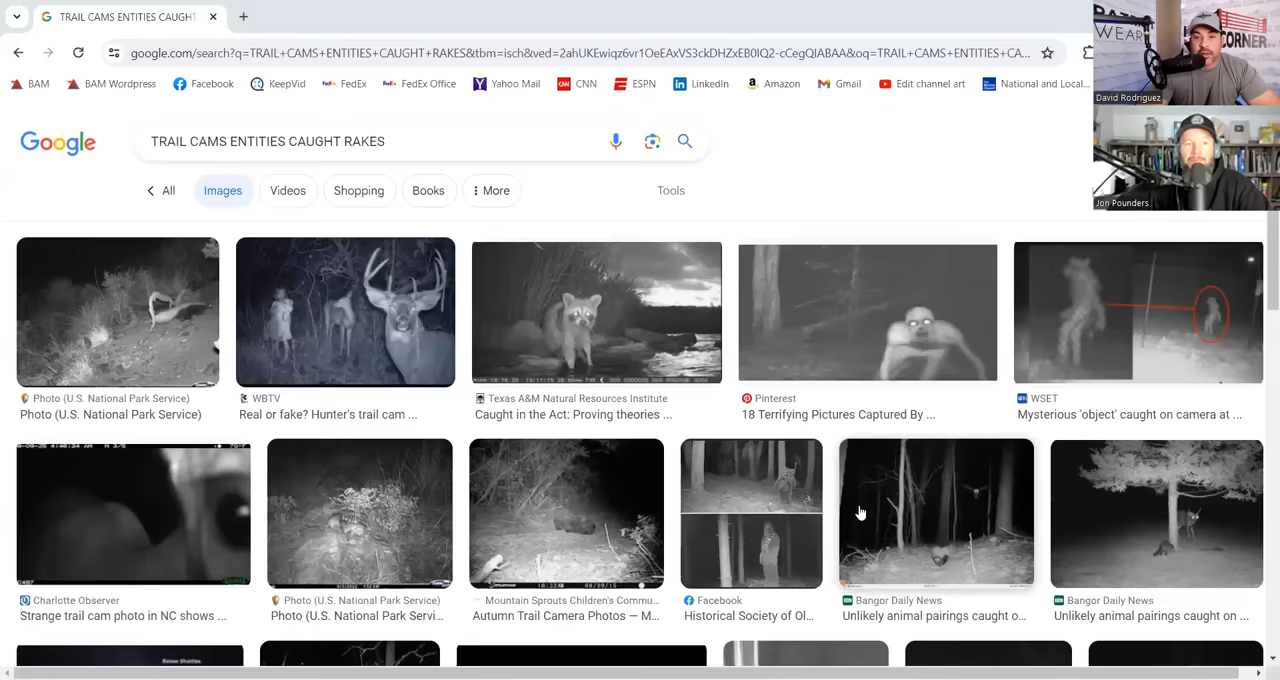 TRAIL CAMS ENTITIES CAUGHT
google.com/search?q=TRAIL+CAMS+ENTITIES+CAUGHT+RAKES&tbm=isch&ved=2ahUKEwiqz6vr1OeEAxVS3ckDHZxEB0IQ2-cCegQIABAA&oq=TRAIL+CAMS+ENTITIES+CA...
BAM
BAM Wordpress
Facebook
KeepVid
FedEx
FedEx Office
Yahoo Mail
CNN
ESPN
LinkedIn
Amazon
Gmail
Edit channel art
National and Local...
WEAR
CORNER
David Rodriguez
Jon Pounders
Google
TRAIL CAMS ENTITIES CAUGHT RAKES
All
Images
Videos
Shopping
Books
More
Tools
Photo (U.S. National Park Service)
Photo (U.S. National Park Service)
WBTV
Real or fake? Hunter's trail cam ...
Texas A&M Natural Resources Institute
Caught in the Act: Proving theories ...
Pinterest
18 Terrifying Pictures Captured By ...
WSET
Mysterious 'object' caught on camera at ...
Charlotte Observer
Strange trail cam photo in NC shows ...
Photo (U.S. National Park Service)
Photo (U.S. National Park Servi...
Mountain Sprouts Children's Commu...
Autumn Trail Camera Photos — M...
Facebook
Historical Society of Ol...
Bangor Daily News
Unlikely animal pairings caught o...
Bangor Daily News
Unlikely animal pairings caught on ...